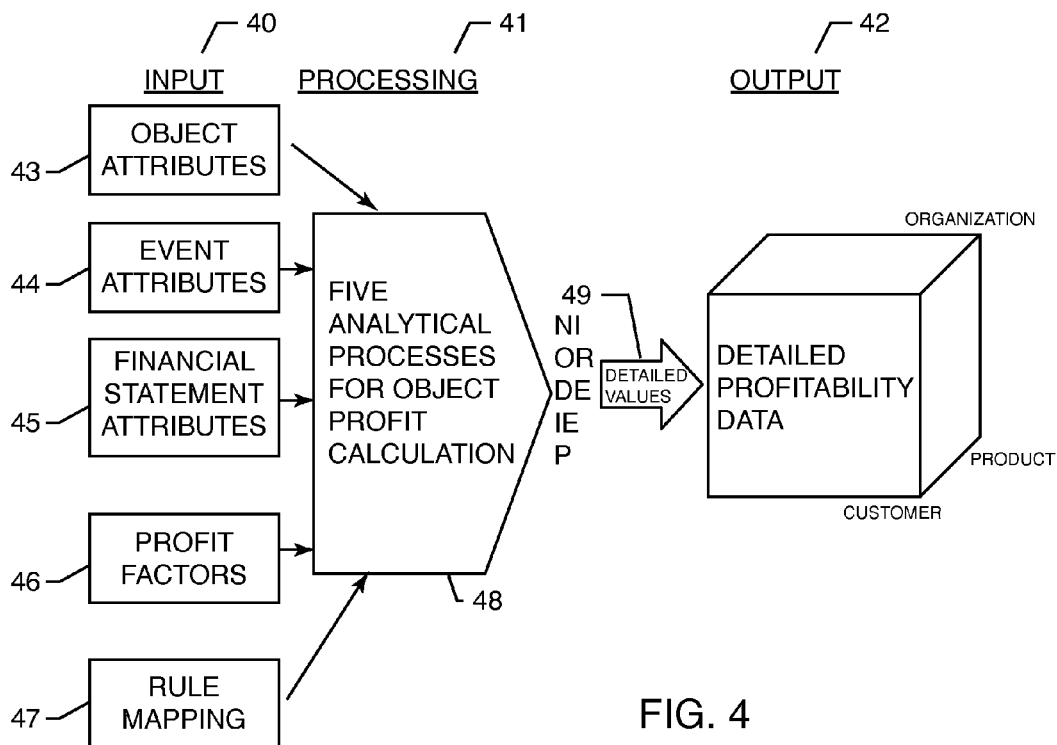 40
41
42
INPUT
PROCESSING
OUTPUT
OBJECT
ATTRIBUTES
43
EVENT
ATTRIBUTES
44
FINANCIAL
STATEMENT
ATTRIBUTES
45
PROFIT
FACTORS
46
RULE
MAPPING
47
FIVE
ANALYTICAL
PROCESSES
FOR OBJECT
PROFIT
CALCULATION
48
NI
OR
DE
IE
P
49
DETAILED
VALUES
ORGANIZATION
DETAILED
PROFITABILITY
DATA
PRODUCT
CUSTOMER
FIG. 4